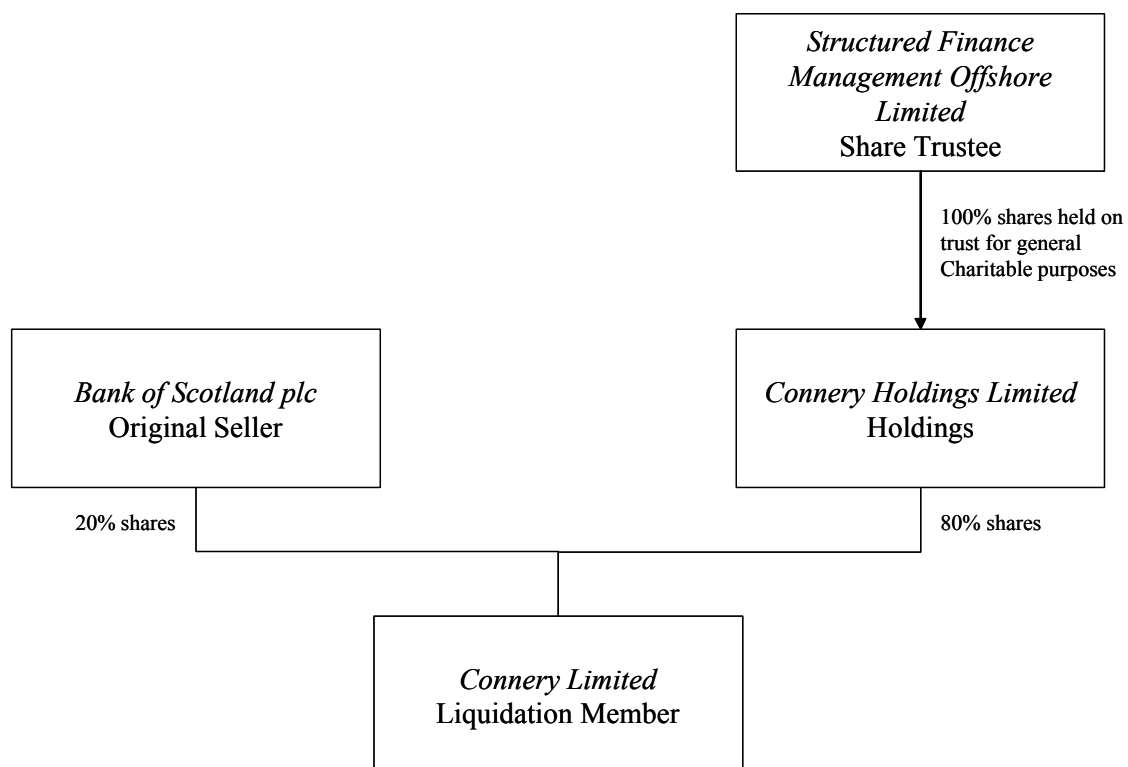 Structured Finance
Management Offshore
Limited
Share Trustee
100% shares held on
trust for general
Charitable purposes
Bank of Scotland plc
Original Seller
Connery Holdings Limited
Holdings
20% shares
80% shares
Connery Limited
Liquidation Member